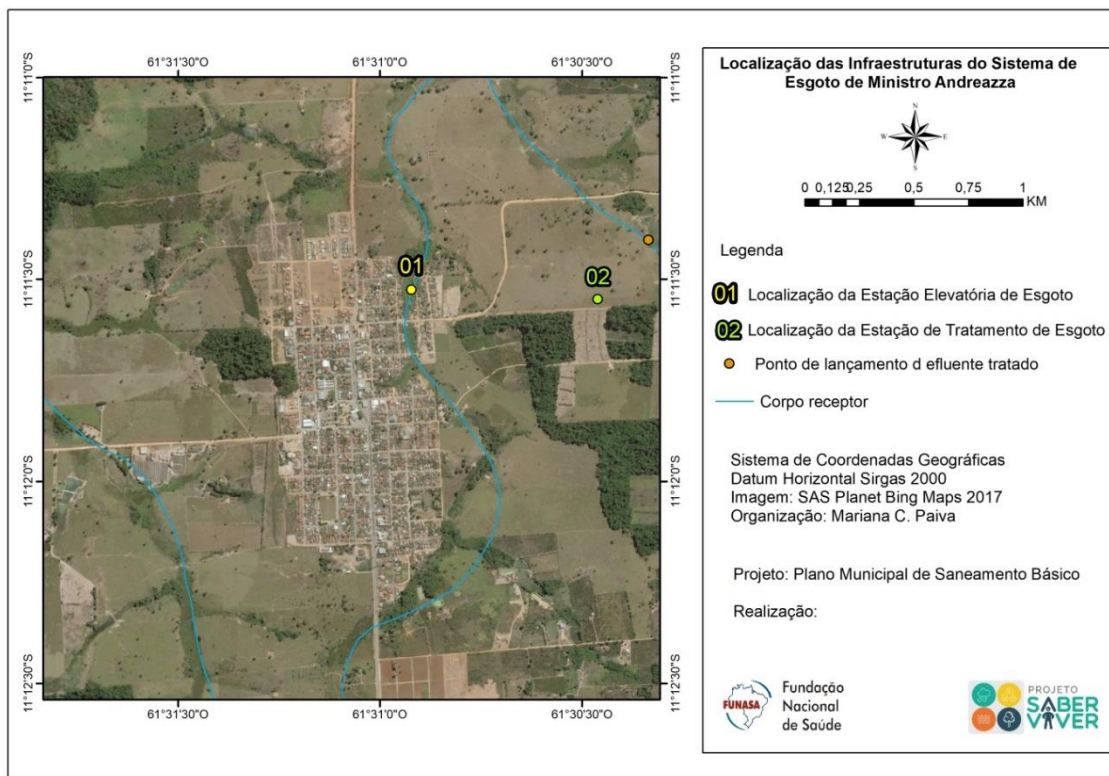 61°31'30"O 61°31'0"O 61°30'30"O
11°11'0"S 11°11'0"S
11°11'30"S 11°11'30"S
11°12'0"S 11°12'0"S
11°12'30"S 11°12'30"S
01
02
61°31'30"O 61°31'0"O 61°30'30"O
Localização das Infraestruturas do Sistema de
Esgoto de Ministro Andreazza
N
W E
S
0 0,125 0,25 0,5 0,75 1
KM
Legenda
01 Localização da Estação Elevatória de Esgoto
02 Localização da Estação de Tratamento de Esgoto
Ponto de lançamento d efluente tratado
Corpo receptor
Sistema de Coordenadas Geográficas
Datum Horizontal Sirgas 2000
Imagem: SAS Planet Bing Maps 2017
Organização: Mariana C. Paiva
Projeto: Plano Municipal de Saneamento Básico
Realização:
FUNASA
Fundação
Nacional
de Saúde
PROJETO
SABER
VIVER